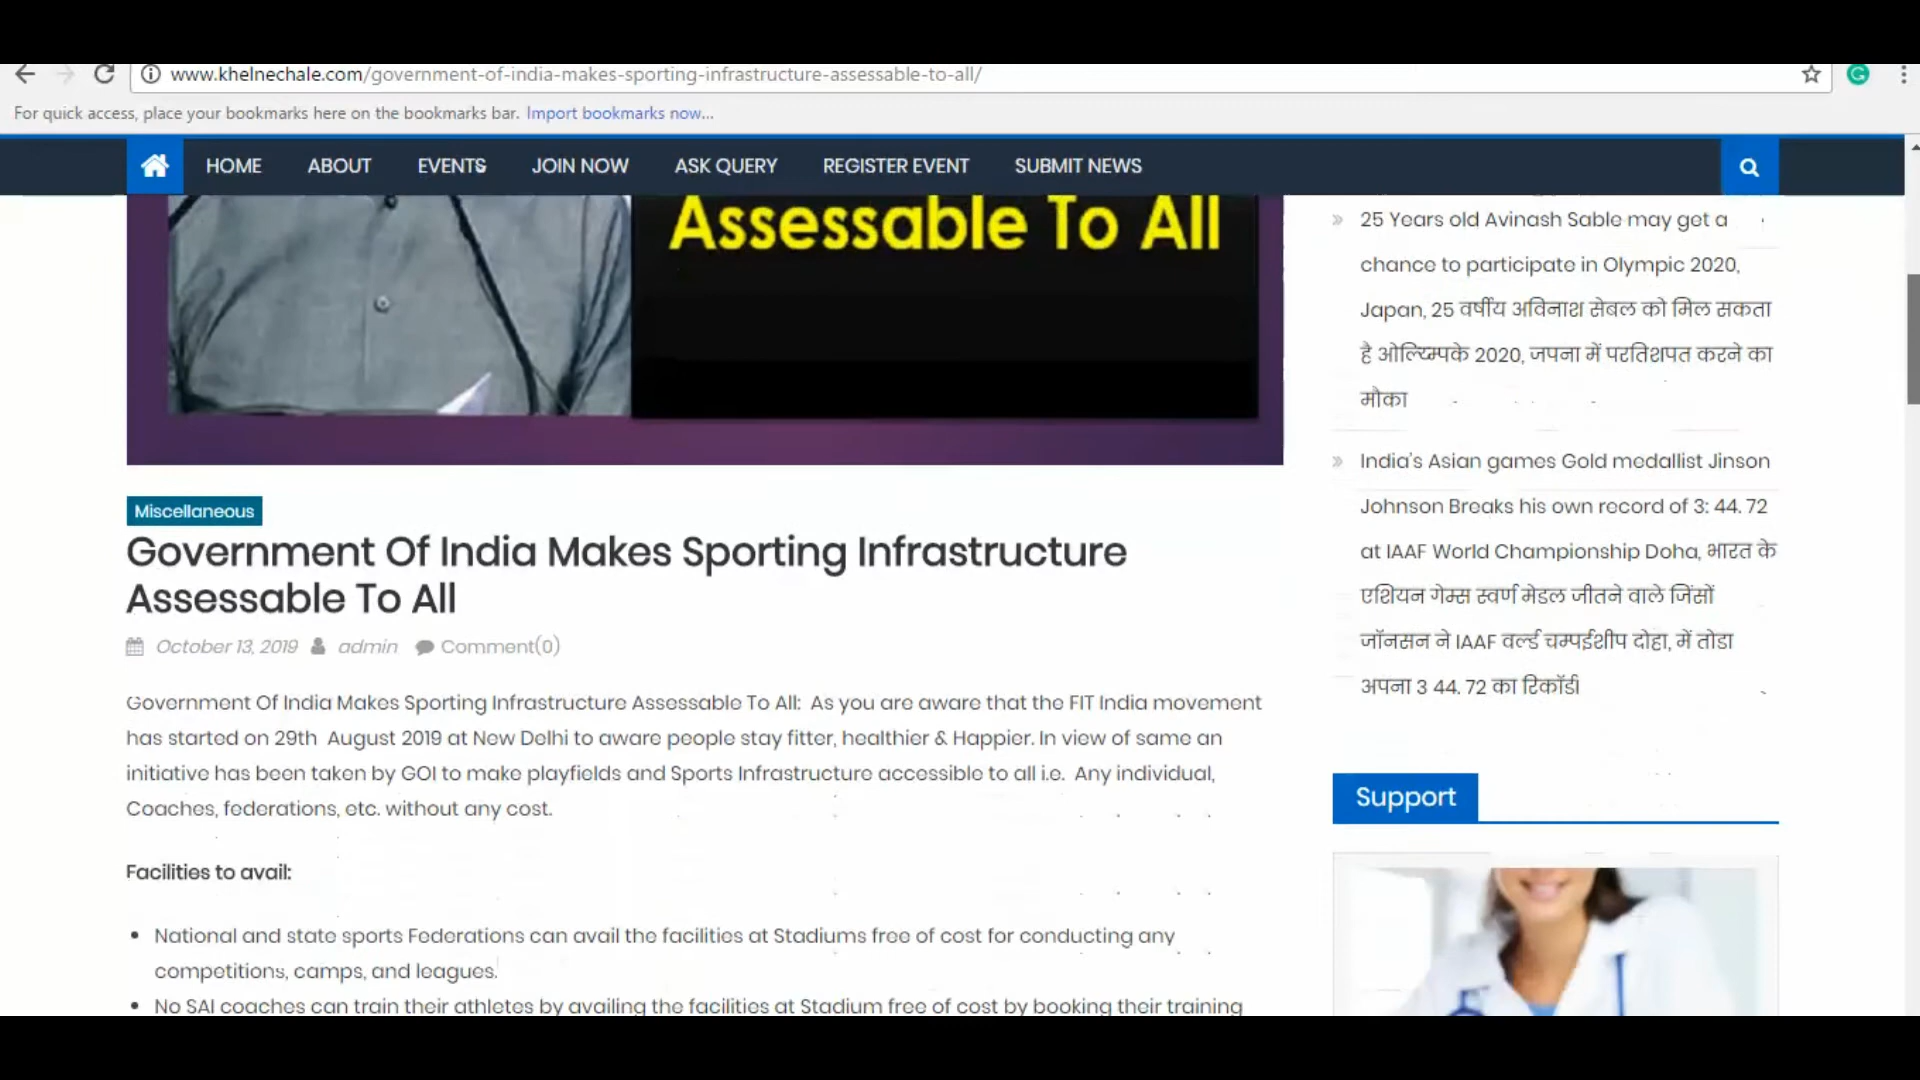 www.khelnechale.com/government-of-india-makes-sporting-infrastructure-assessable-to-all/
For quick access, place your bookmarks here on the bookmarks bar. Import bookmarks now...
HOME ABOUT EVENTS JOIN NOW ASK QUERY REGISTER EVENT SUBMIT NEWS
Assessable To All
Miscellaneous
Government Of India Makes Sporting Infrastructure
Assessable To All
October 13, 2019 admin Comment(0)
Government Of India Makes Sporting Infrastructure Assessable To All: As you are aware that the FIT India movement
has started on 29th August 2019 at New Delhi to aware people stay fitter, healthier & Happier. In view of same an
initiative has been taken by GOI to make playfields and Sports Infrastructure accessible to all i.e. Any individual,
Coaches, federations, etc. without any cost.
Facilities to avail:
• National and state sports Federations can avail the facilities at Stadiums free of cost for conducting any
competitions, camps, and leagues.
• No SAI coaches can train their athletes by availing the facilities at Stadium free of cost by booking their training
» 25 Years old Avinash Sable may get a
chance to participate in Olympic 2020,
Japan, 25 वर्षीय अविनाश सेबल को मिल सकता
है ओल्य्म्पिके 2020, जपना में परतिशपत करने का
मौका
» India's Asian games Gold medallist Jinson
Johnson Breaks his own record of 3: 44. 72
at IAAF World Championship Doha, भारत के
एशियन गेम्स स्वर्ण मेडल जीतने वाले जिंसों
जॉनसन ने IAAF वर्ल्ड चम्पईशीप दोहा, में तोडा
अपना 3 44. 72 का रिकॉर्ड।
Support